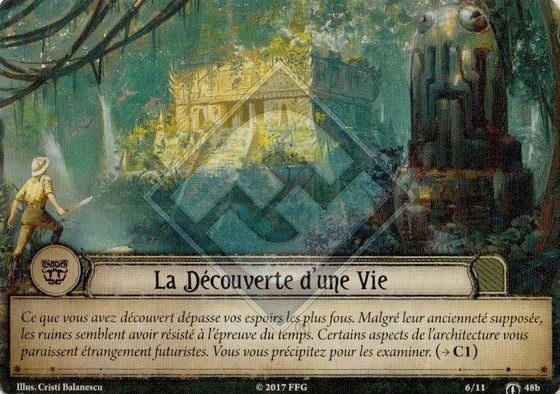 La Découverte d'une Vie
Ce que vous avez découvert dépasse vos espoirs les plus fous. Malgré leur ancienneté supposée,
les ruines semblent avoir résisté à l'épreuve du temps. Certains aspects de l'architecture vous
paraissent étrangement futuristes. Vous vous précipitez pour les examiner. (→ C1)
Illus. Cristi Balanescu © 2017 FFG 6/11 48b